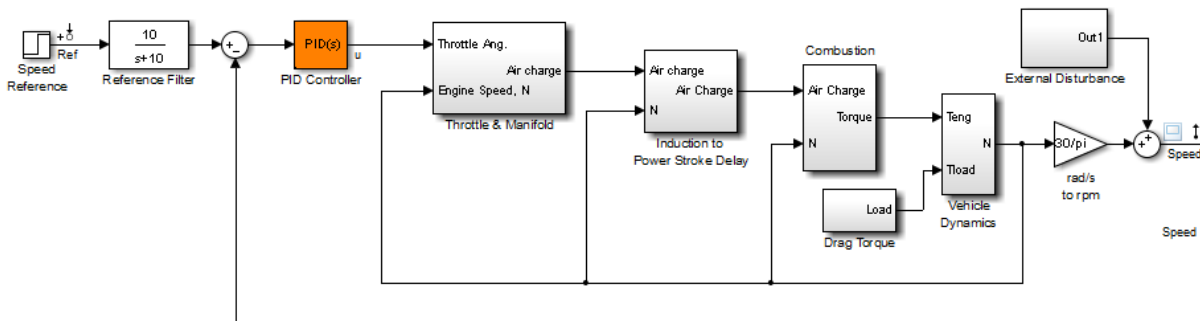 Ref
Speed
Reference
10
s+10
Reference Filter
+
−
PID(s)
u
PID Controller
Throttle Ang.
Air charge
Engine Speed, N
Throttle & Manifold
Air charge
Air Charge
N
Induction to
Power Stroke Delay
Combustion
Air Charge
Torque
N
Load
Drag Torque
Teng
N
Tload
Vehicle
Dynamics
30/pi
rad/s
to rpm
Out1
External Disturbance
+
+
Speed
Speed